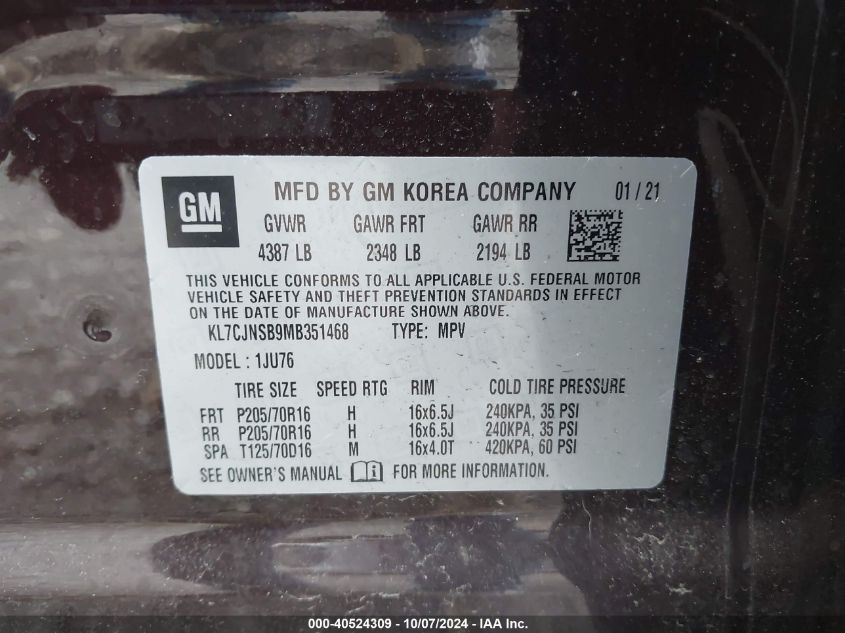 GM
MFD BY GM KOREA COMPANY 01 / 21
GVWR GAWR FRT GAWR RR
4387 LB 2348 LB 2194 LB
THIS VEHICLE CONFORMS TO ALL APPLICABLE U.S. FEDERAL MOTOR
VEHICLE SAFETY AND THEFT PREVENTION STANDARDS IN EFFECT
ON THE DATE OF MANUFACTURE SHOWN ABOVE.
KL7CJNSB9MB351468 TYPE: MPV
MODEL : 1JU76
TIRE SIZE SPEED RTG RIM COLD TIRE PRESSURE
FRT P205/70R16 H 16x6.5J 240KPA, 35 PSI
RR P205/70R16 H 16x6.5J 240KPA, 35 PSI
SPA T125/70D16 M 16x4.0T 420KPA, 60 PSI
SEE OWNER'S MANUAL FOR MORE INFORMATION.
000-40524309 - 10/07/2024 - IAA Inc.